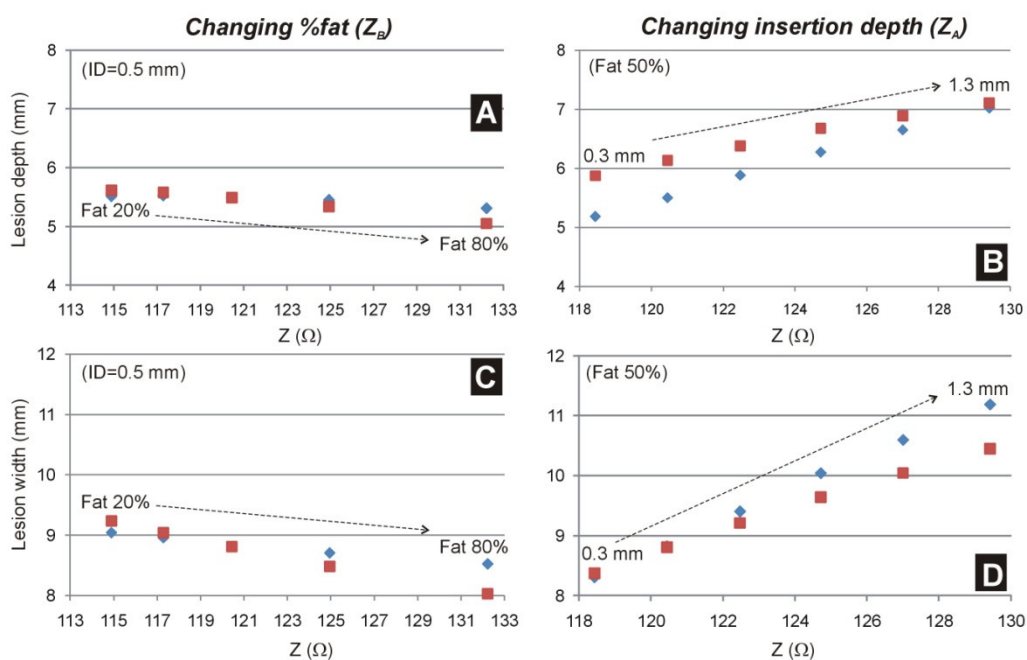 Changing %fat (Z_B)
Changing insertion depth (Z_A)
8
7
6
5
4
Lesion depth (mm)
(ID=0.5 mm)
A
Fat 20%
Fat 80%
113 115 117 119 121 123 125 127 129 131 133
Z (Ω)
8
7
6
5
4
(Fat 50%)
1.3 mm
0.3 mm
B
118 120 122 124 126 128 130
Z (Ω)
12
11
10
9
8
Lesion width (mm)
(ID=0.5 mm)
C
Fat 20%
Fat 80%
113 115 117 119 121 123 125 127 129 131 133
Z (Ω)
12
11
10
9
8
(Fat 50%)
1.3 mm
0.3 mm
D
118 120 122 124 126 128 130
Z (Ω)